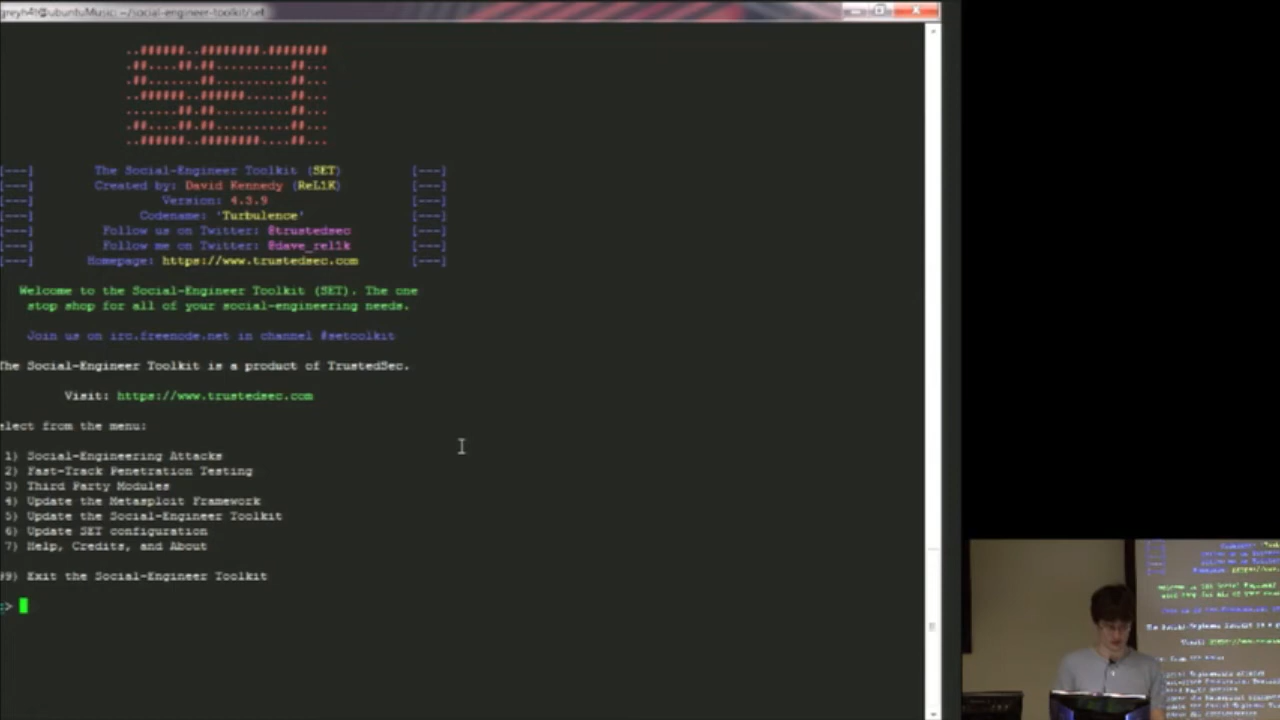 greyh4t@ubuntuMusic: ~/social-engineer-toolkit/set
..######..########.########
.##....##.##..........##...
.##.......##..........##...
..######..######......##...
.......##.##..........##...
.##....##.##..........##...
..######..########....##...
[---] The Social-Engineer Toolkit (SET) [---]
[---] Created by: David Kennedy (ReL1K) [---]
[---] Version: 4.3.9 [---]
[---] Codename: 'Turbulence' [---]
[---] Follow us on Twitter: @trustedsec [---]
[---] Follow me on Twitter: @dave_rel1k [---]
[---] Homepage: https://www.trustedsec.com [---]
Welcome to the Social-Engineer Toolkit (SET). The one
stop shop for all of your social-engineering needs.
Join us on irc.freenode.net in channel #setoolkit
The Social-Engineer Toolkit is a product of TrustedSec.
Visit: https://www.trustedsec.com
elect from the menu:
1) Social-Engineering Attacks
2) Fast-Track Penetration Testing
3) Third Party Modules
4) Update the Metasploit Framework
5) Update the Social-Engineer Toolkit
6) Update SET configuration
7) Help, Credits, and About
99) Exit the Social-Engineer Toolkit
>